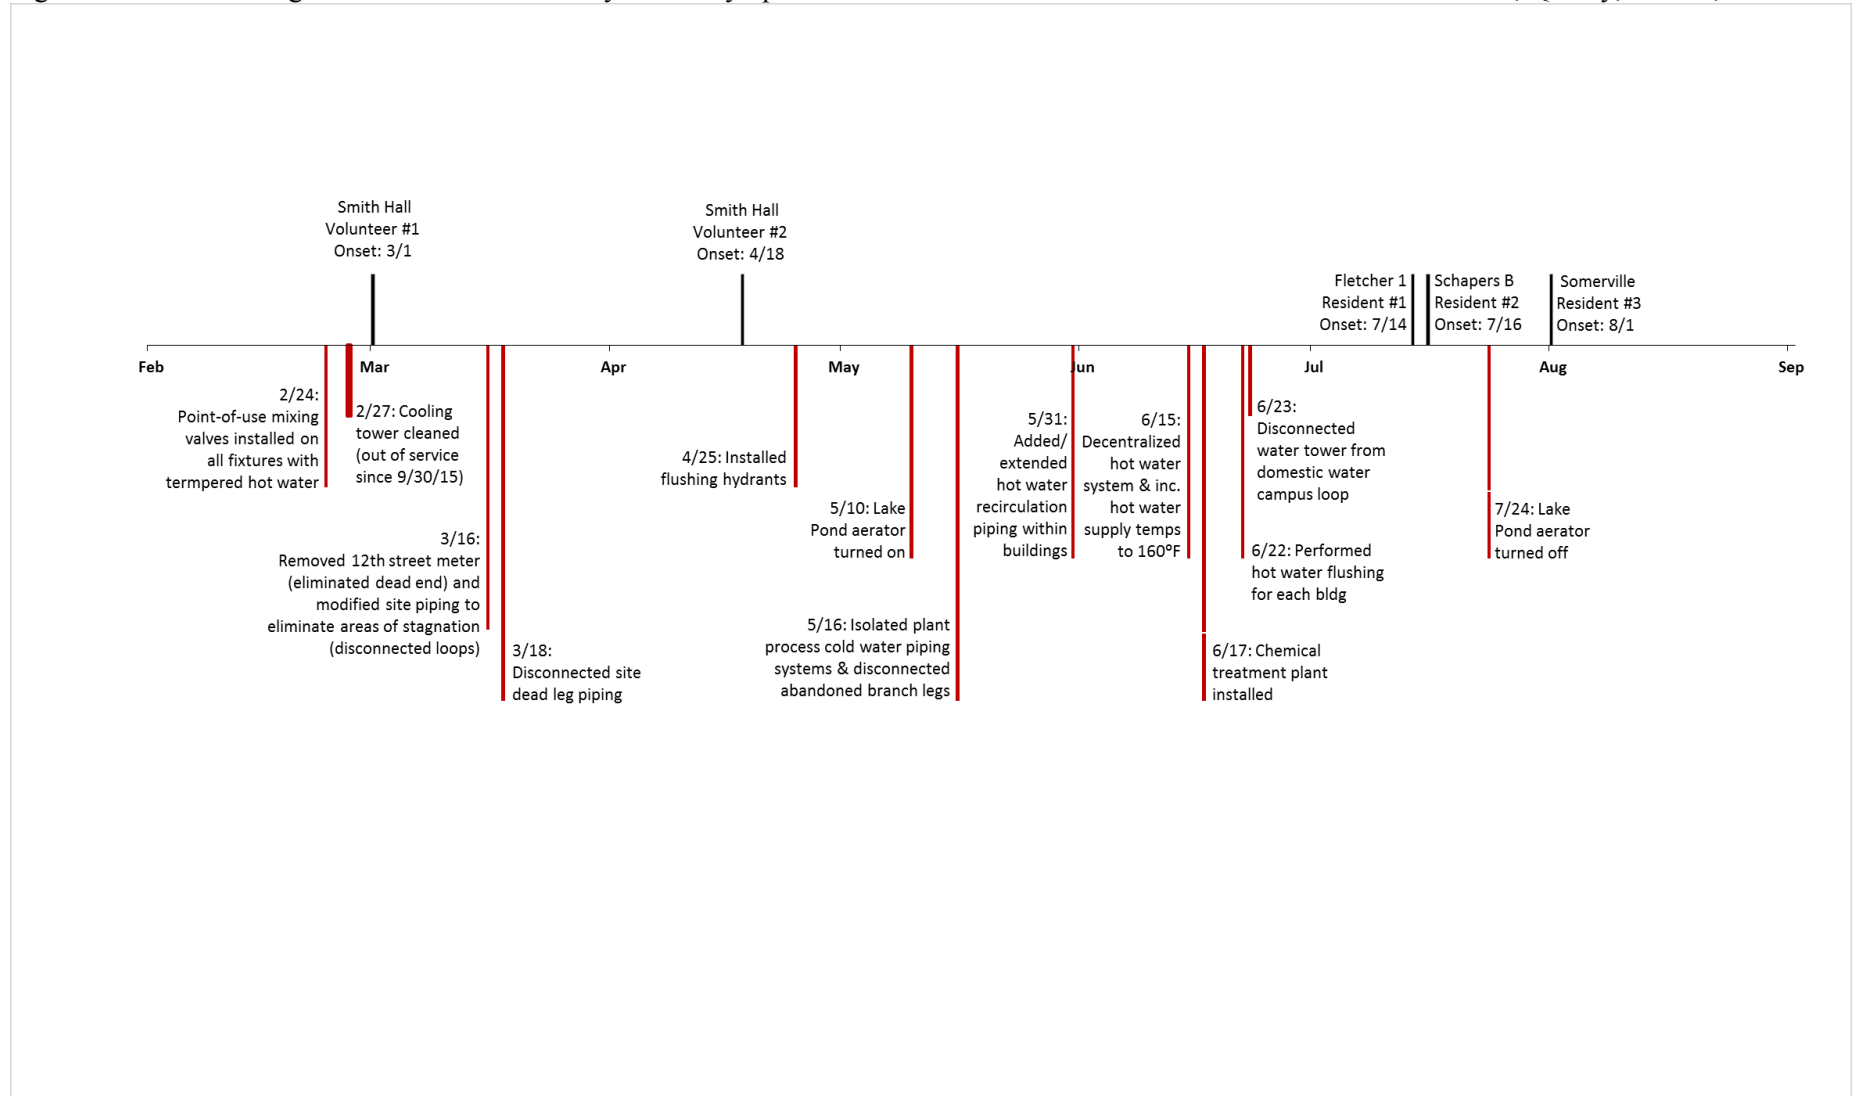 Smith Hall
Volunteer #1
Onset: 3/1
Smith Hall
Volunteer #2
Onset: 4/18
Fletcher 1
Resident #1
Onset: 7/14
Schapers B
Resident #2
Onset: 7/16
Somerville
Resident #3
Onset: 8/1
Feb
Mar
Apr
May
Jun
Jul
Aug
Sep
2/24:
Point-of-use mixing
valves installed on
all fixtures with
termpered hot water
2/27: Cooling
tower cleaned
(out of service
since 9/30/15)
3/16:
Removed 12th street meter
(eliminated dead end) and
modified site piping to
eliminate areas of stagnation
(disconnected loops)
3/18:
Disconnected site
dead leg piping
4/25: Installed
flushing hydrants
5/10: Lake
Pond aerator
turned on
5/16: Isolated plant
process cold water piping
systems & disconnected
abandoned branch legs
5/31:
Added/
extended
hot water
recirculation
piping within
buildings
6/15:
Decentralized
hot water
system & inc.
hot water
supply temps
to 160ºF
6/17: Chemical
treatment plant
installed
6/22: Performed
hot water flushing
for each bldg
6/23:
Disconnected
water tower from
domestic water
campus loop
7/24: Lake
Pond aerator
turned off